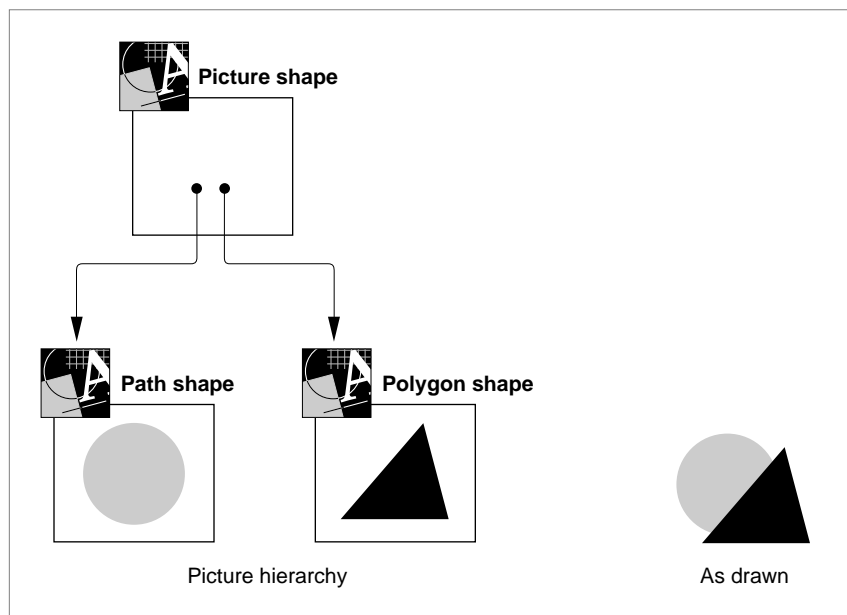 Picture shape
Path shape
Polygon shape
Picture hierarchy
As drawn